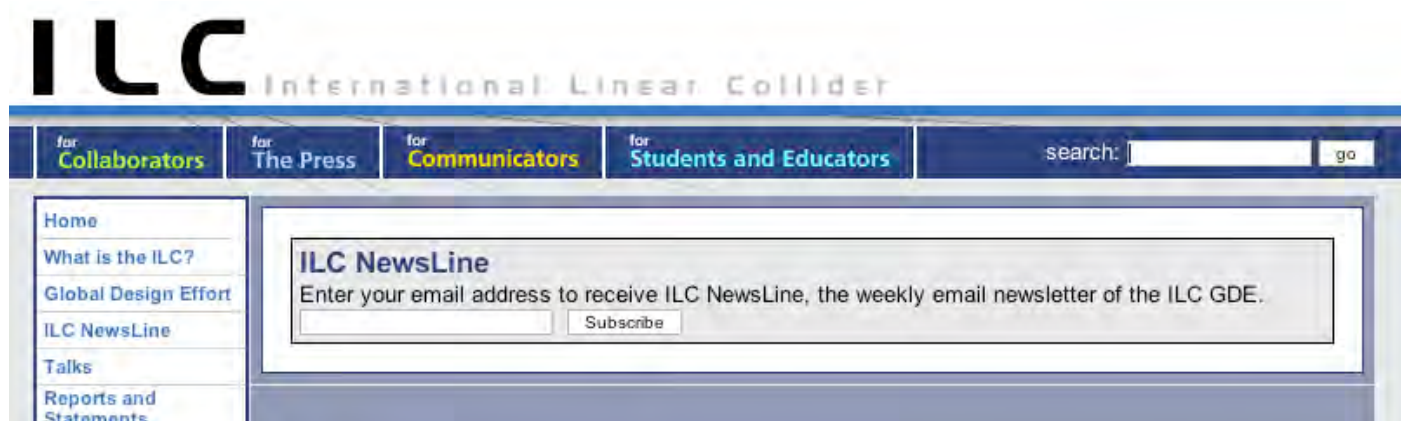 ILC International Linear Collider
for Collaborators
for The Press
for Communicators
for Students and Educators
search:
go
Home
What is the ILC?
Global Design Effort
ILC NewsLine
Talks
Reports and
Statements
ILC NewsLine
Enter your email address to receive ILC NewsLine, the weekly email newsletter of the ILC GDE.
Subscribe